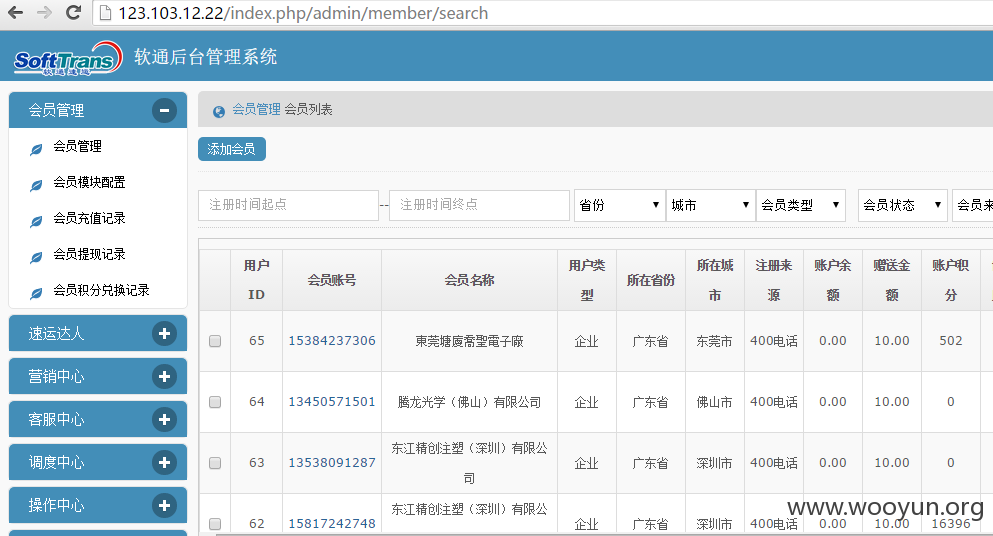 123.103.12.22/index.php/admin/member/search
SoftTrans 软通后台管理系统
会员管理
会员管理
会员模块配置
会员充值记录
会员提现记录
会员积分兑换记录
速运达人
营销中心
客服中心
调度中心
操作中心
会员管理 会员列表
添加会员
注册时间起点 -- 注册时间终点 省份 城市 会员类型 会员状态 会员来
用户ID 会员账号 会员名称 用户类型 所在省份 所在城市 注册来源 账户余额 赠送金额 账户积分
65 15384237306 東莞塘廈喬聖電子廠 企业 广东省 东莞市 400电话 0.00 10.00 502
64 13450571501 腾龙光学（佛山）有限公司 企业 广东省 佛山市 400电话 0.00 10.00 0
63 13538091287 东江精创注塑（深圳）有限公司 企业 广东省 深圳市 400电话 0.00 10.00 0
62 15817242748 东江精创注塑（深圳）有限公 企业 广东省 深圳市 400电话 0.00 10.00 16396
www.wooyun.org